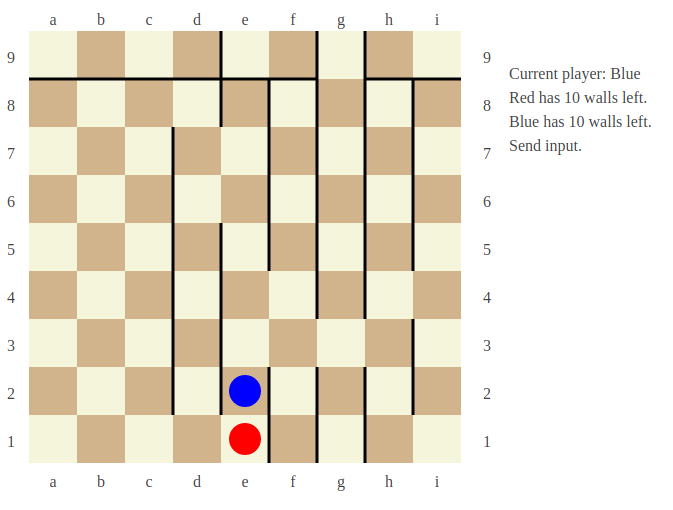 a b c d e f g h i
9 9
8 8
7 7
6 6
5 5
4 4
3 3
2 2
1 1
a b c d e f g h i
Current player: Blue
Red has 10 walls left.
Blue has 10 walls left.
Send input.